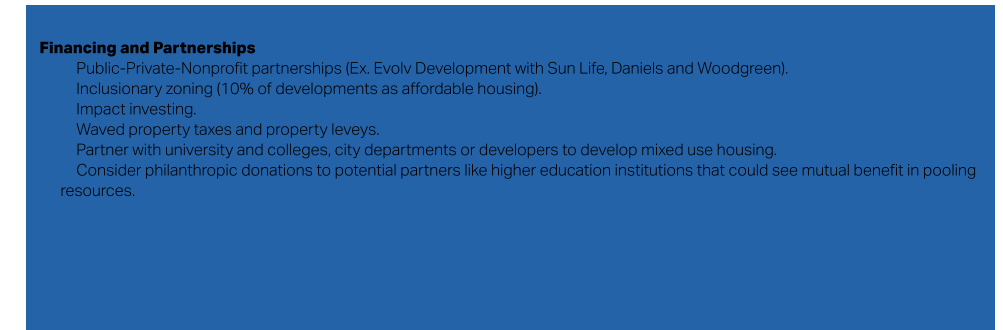 Financing and Partnerships
Public-Private-Nonprofit partnerships (Ex. Evolv Development with Sun Life, Daniels and Woodgreen).
Inclusionary zoning (10% of developments as affordable housing).
Impact investing.
Waved property taxes and property leveys.
Partner with university and colleges, city departments or developers to develop mixed use housing.
Consider philanthropic donations to potential partners like higher education institutions that could see mutual benefit in pooling
resources.